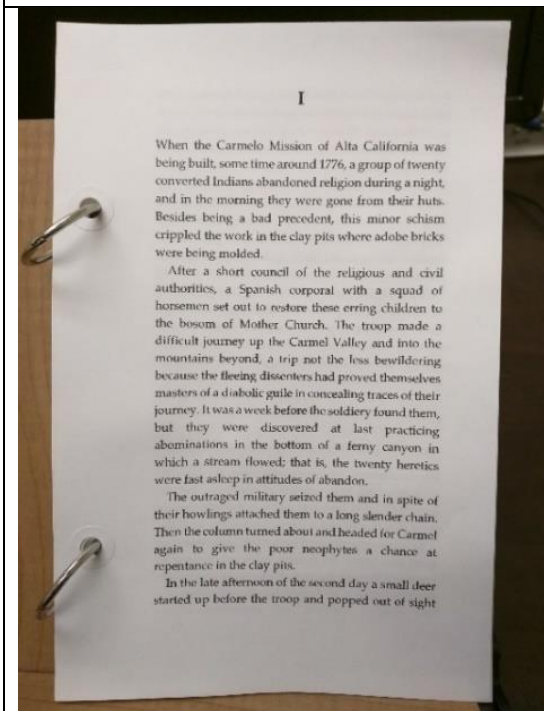 I
When the Carmelo Mission of Alta California was
being built, some time around 1776, a group of twenty
converted Indians abandoned religion during a night,
and in the morning they were gone from their huts.
Besides being a bad precedent, this minor schism
crippled the work in the clay pits where adobe bricks
were being molded.
After a short council of the religious and civil
authorities, a Spanish corporal with a squad of
horsemen set out to restore these erring children to
the bosom of Mother Church. The troop made a
difficult journey up the Carmel Valley and into the
mountains beyond, a trip not the less bewildering
because the fleeing dissenters had proved themselves
masters of a diabolic guile in concealing traces of their
journey. It was a week before the soldiery found them,
but they were discovered at last practicing
abominations in the bottom of a ferny canyon in
which a stream flowed; that is, the twenty heretics
were fast asleep in attitudes of abandon.
The outraged military seized them and in spite of
their howlings attached them to a long slender chain.
Then the column turned about and headed for Carmel
again to give the poor neophytes a chance at
repentance in the clay pits.
In the late afternoon of the second day a small deer
started up before the troop and popped out of sight